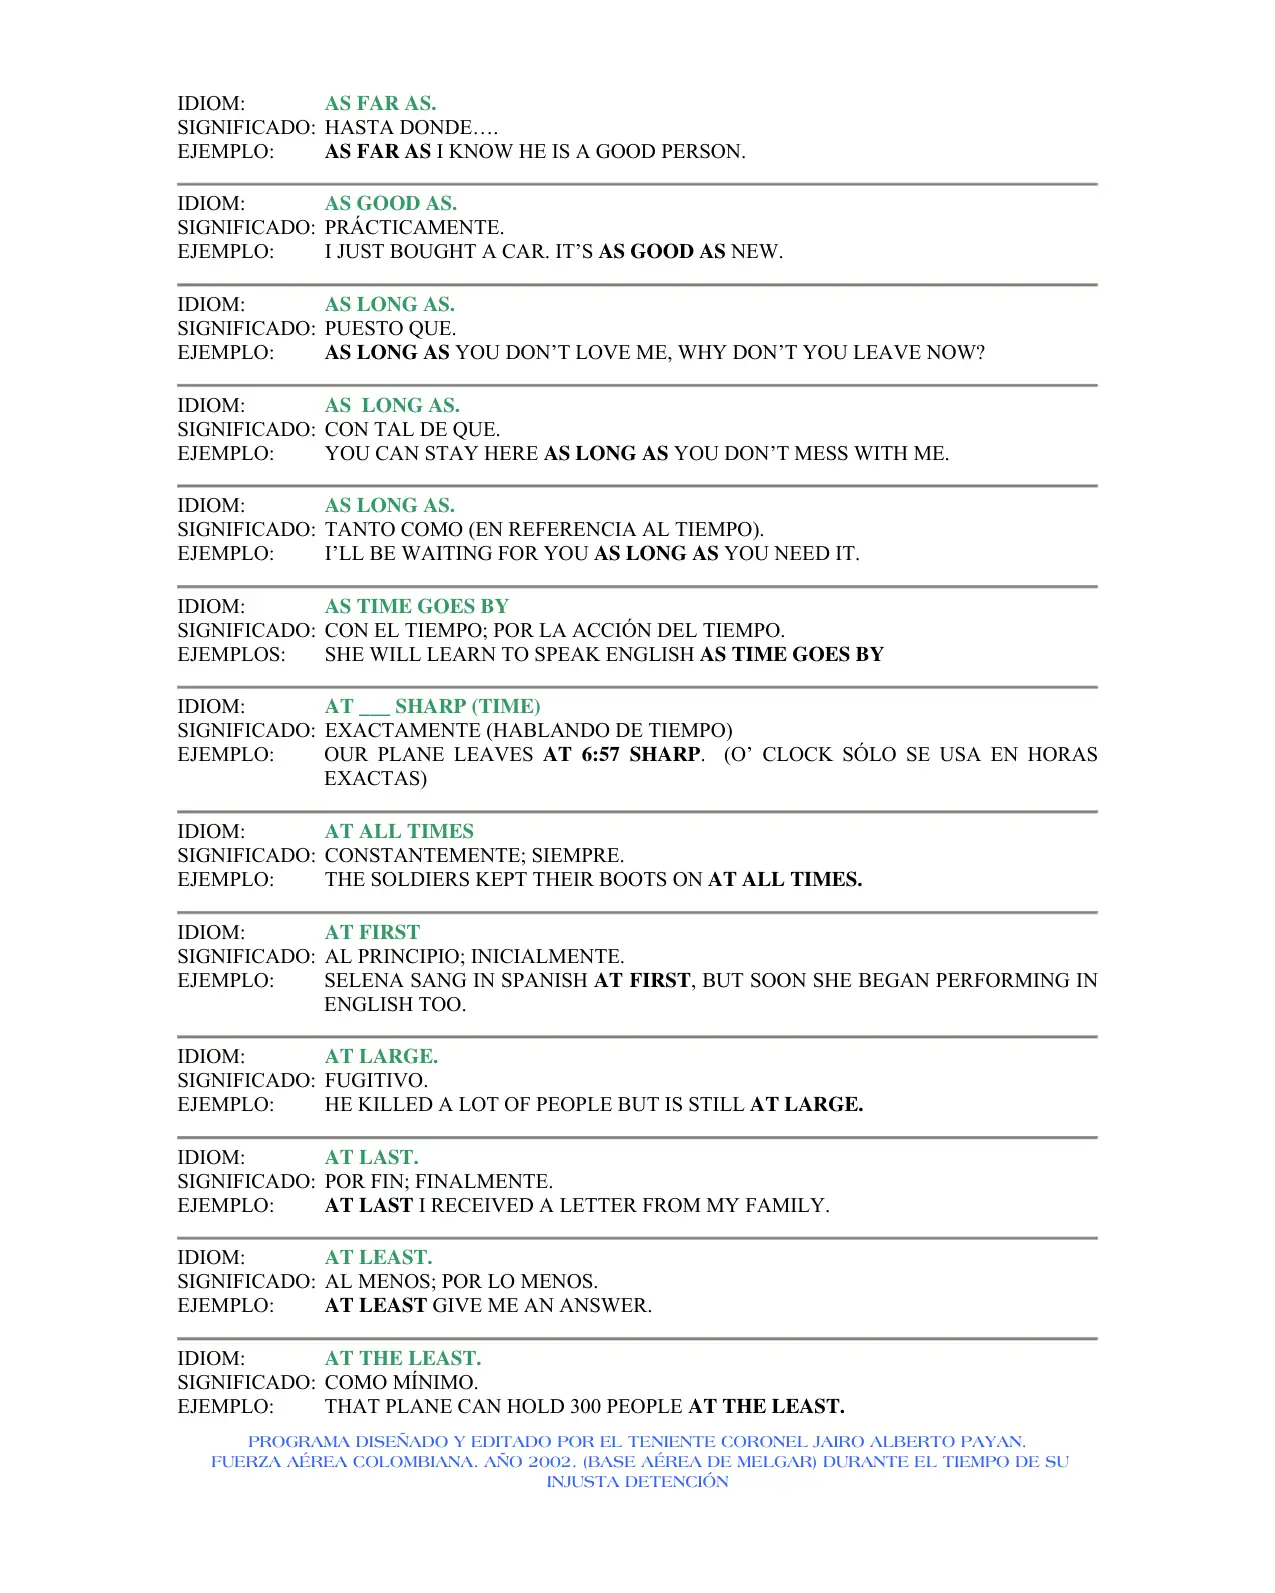 IDIOM: AS FAR AS.
SIGNIFICADO: HASTA DONDE….
EJEMPLO: AS FAR AS I KNOW HE IS A GOOD PERSON.
IDIOM: AS GOOD AS.
SIGNIFICADO: PRÁCTICAMENTE.
EJEMPLO: I JUST BOUGHT A CAR. IT’S AS GOOD AS NEW.
IDIOM: AS LONG AS.
SIGNIFICADO: PUESTO QUE.
EJEMPLO: AS LONG AS YOU DON’T LOVE ME, WHY DON’T YOU LEAVE NOW?
IDIOM: AS LONG AS.
SIGNIFICADO: CON TAL DE QUE.
EJEMPLO: YOU CAN STAY HERE AS LONG AS YOU DON’T MESS WITH ME.
IDIOM: AS LONG AS.
SIGNIFICADO: TANTO COMO (EN REFERENCIA AL TIEMPO).
EJEMPLO: I’LL BE WAITING FOR YOU AS LONG AS YOU NEED IT.
IDIOM: AS TIME GOES BY
SIGNIFICADO: CON EL TIEMPO; POR LA ACCIÓN DEL TIEMPO.
EJEMPLOS: SHE WILL LEARN TO SPEAK ENGLISH AS TIME GOES BY
IDIOM: AT ___ SHARP (TIME)
SIGNIFICADO: EXACTAMENTE (HABLANDO DE TIEMPO)
EJEMPLO: OUR PLANE LEAVES AT 6:57 SHARP. (O’ CLOCK SÓLO SE USA EN HORAS
EXACTAS)
IDIOM: AT ALL TIMES
SIGNIFICADO: CONSTANTEMENTE; SIEMPRE.
EJEMPLO: THE SOLDIERS KEPT THEIR BOOTS ON AT ALL TIMES.
IDIOM: AT FIRST
SIGNIFICADO: AL PRINCIPIO; INICIALMENTE.
EJEMPLO: SELENA SANG IN SPANISH AT FIRST, BUT SOON SHE BEGAN PERFORMING IN
ENGLISH TOO.
IDIOM: AT LARGE.
SIGNIFICADO: FUGITIVO.
EJEMPLO: HE KILLED A LOT OF PEOPLE BUT IS STILL AT LARGE.
IDIOM: AT LAST.
SIGNIFICADO: POR FIN; FINALMENTE.
EJEMPLO: AT LAST I RECEIVED A LETTER FROM MY FAMILY.
IDIOM: AT LEAST.
SIGNIFICADO: AL MENOS; POR LO MENOS.
EJEMPLO: AT LEAST GIVE ME AN ANSWER.
IDIOM: AT THE LEAST.
SIGNIFICADO: COMO MÍNIMO.
EJEMPLO: THAT PLANE CAN HOLD 300 PEOPLE AT THE LEAST.
PROGRAMA DISEÑADO Y EDITADO POR EL TENIENTE CORONEL JAIRO ALBERTO PAYAN.
FUERZA AÉREA COLOMBIANA. AÑO 2002. (BASE AÉREA DE MELGAR) DURANTE EL TIEMPO DE SU
INJUSTA DETENCIÓN